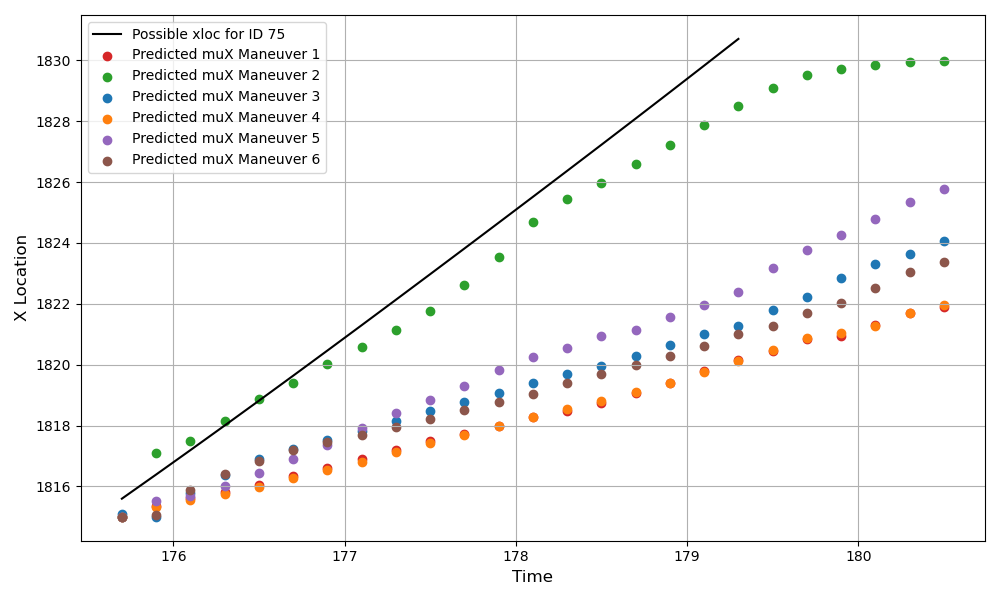 Possible xloc for ID 75
Predicted muX Maneuver 1
Predicted muX Maneuver 2
Predicted muX Maneuver 3
Predicted muX Maneuver 4
Predicted muX Maneuver 5
Predicted muX Maneuver 6
1830
1828
1826
1824
1822
1820
1818
1816
X Location
176
177
178
179
180
Time